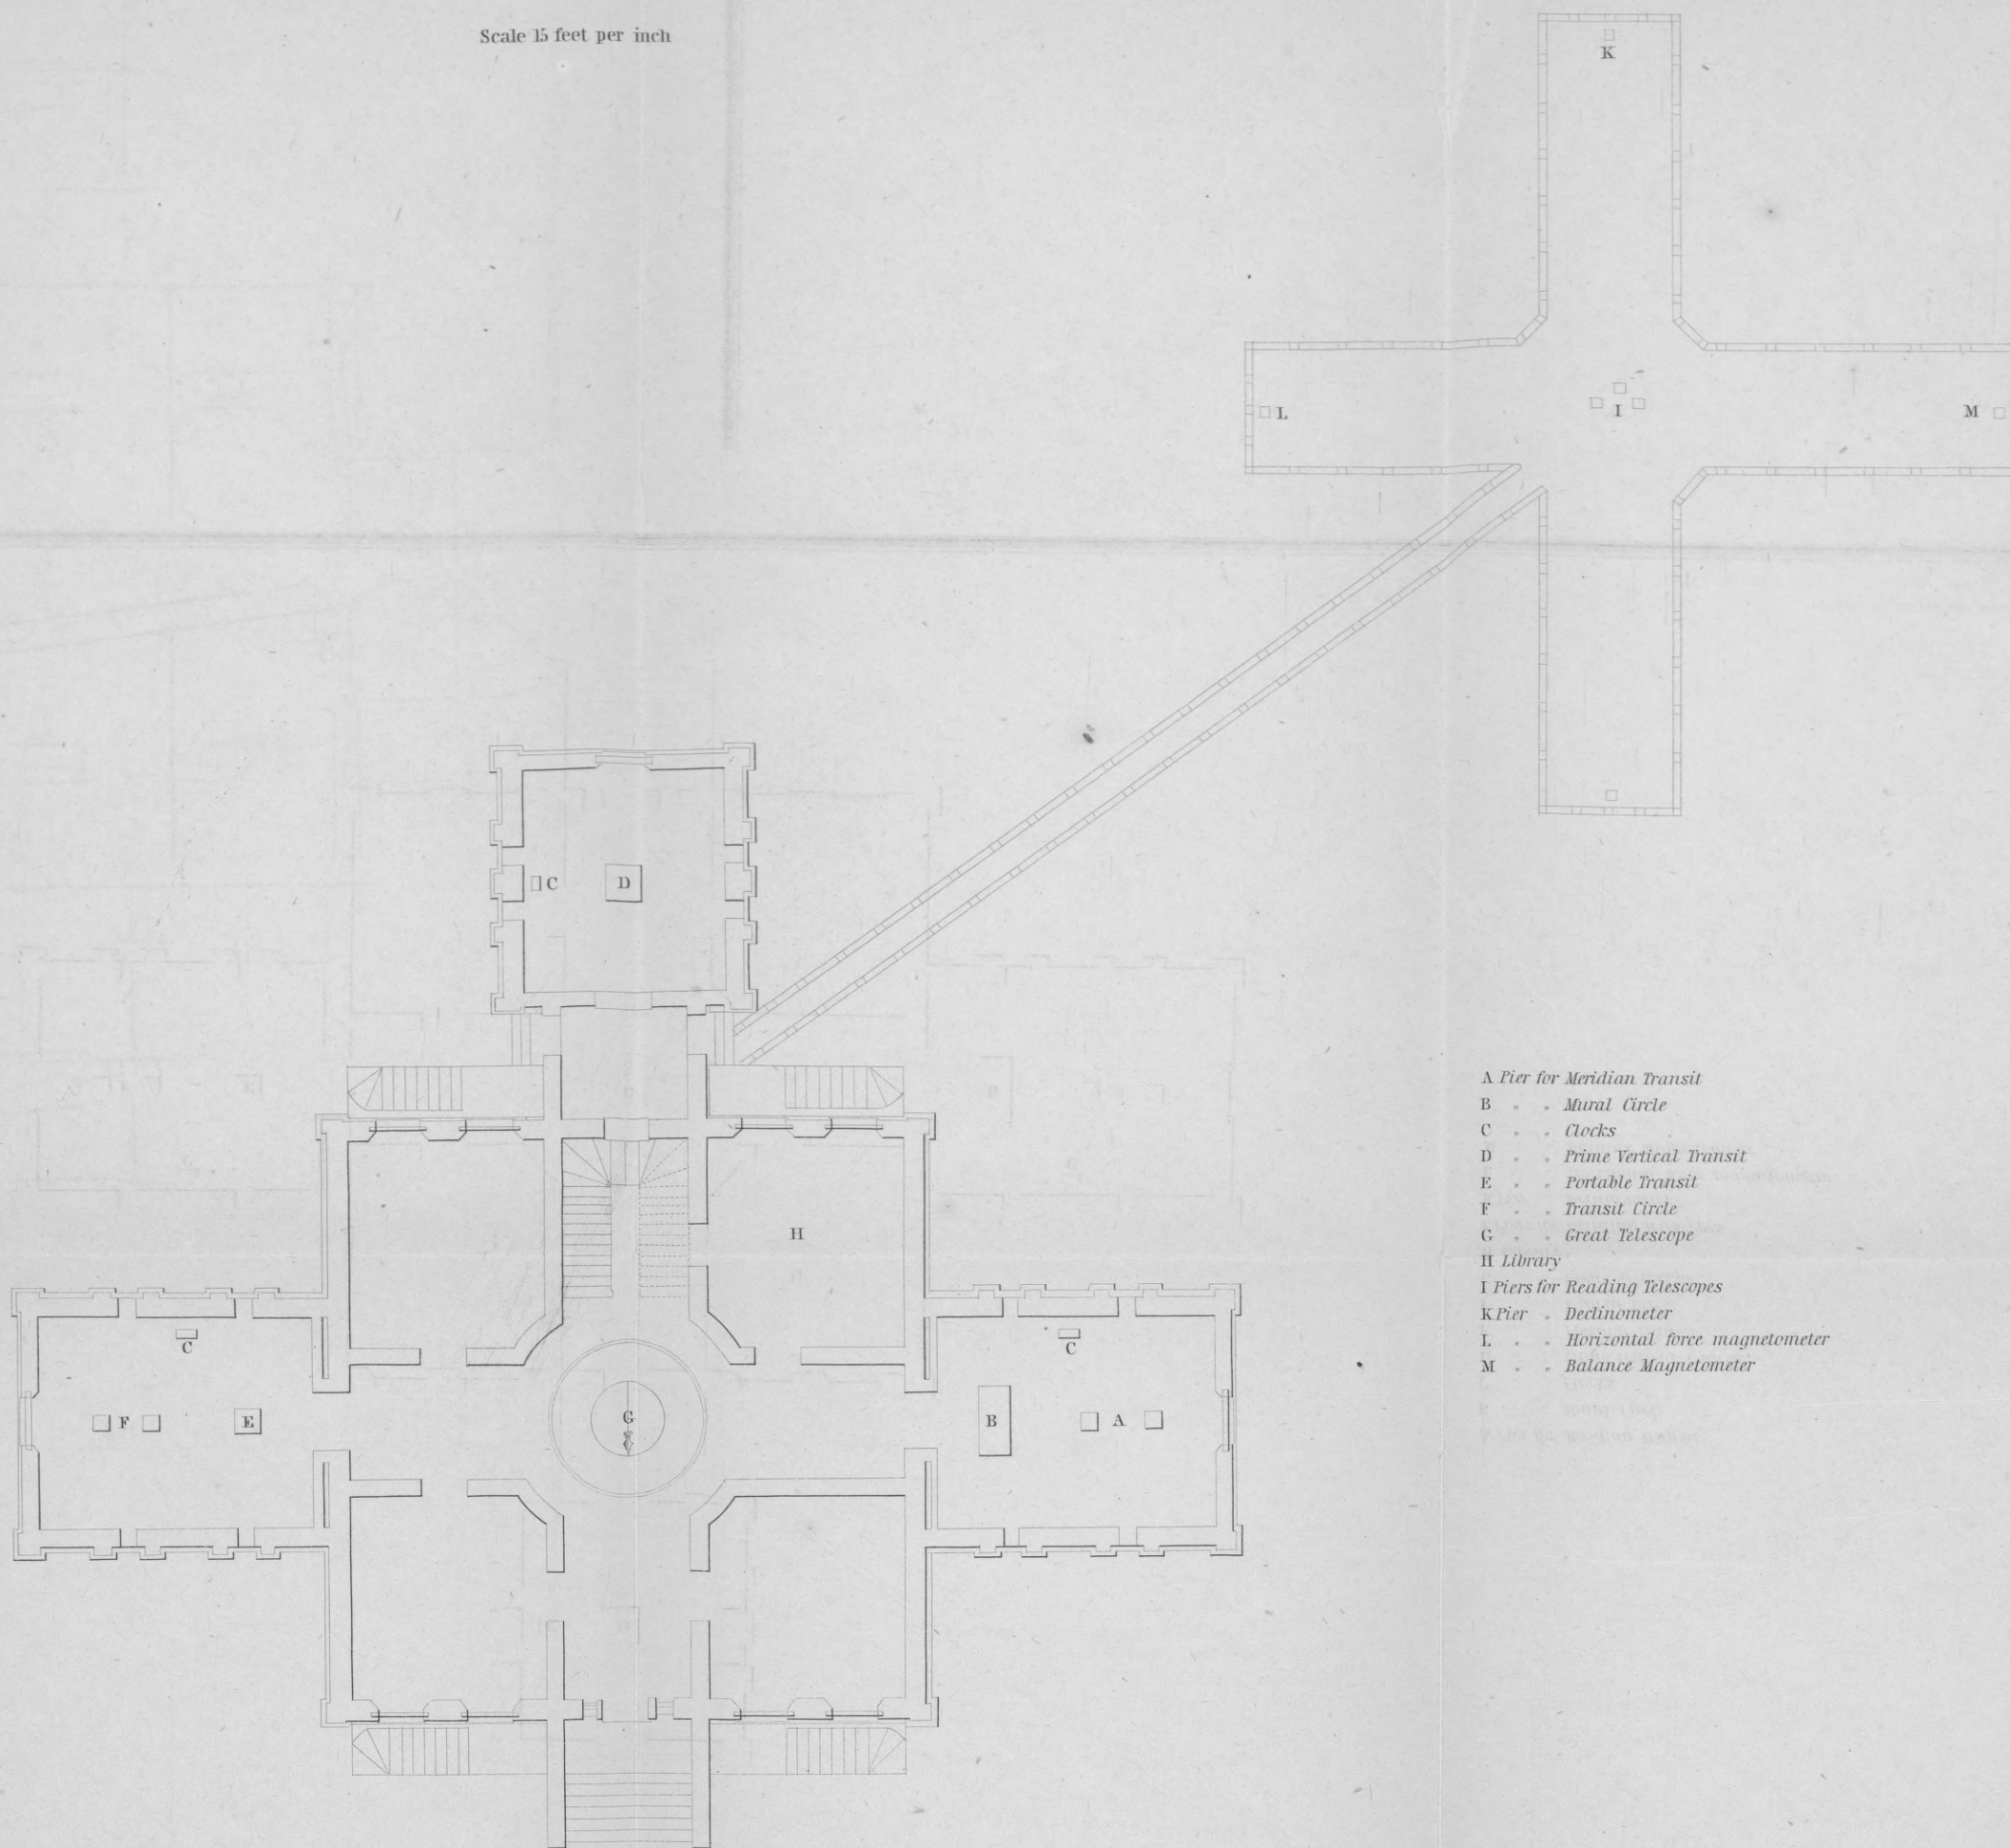 Scale 15 feet per inch
K
L
I
M
C
D
H
C
C
F
E
G
B
A
A Pier for Meridian Transit
B " " Mural Circle
C " " Clocks
D " " Prime Vertical Transit
E " " Portable Transit
F " " Transit Circle
G " " Great Telescope
H Library
I Piers for Reading Telescopes
K Pier " Declinometer
L " " Horizontal force magnetometer
M " " Balance Magnetometer